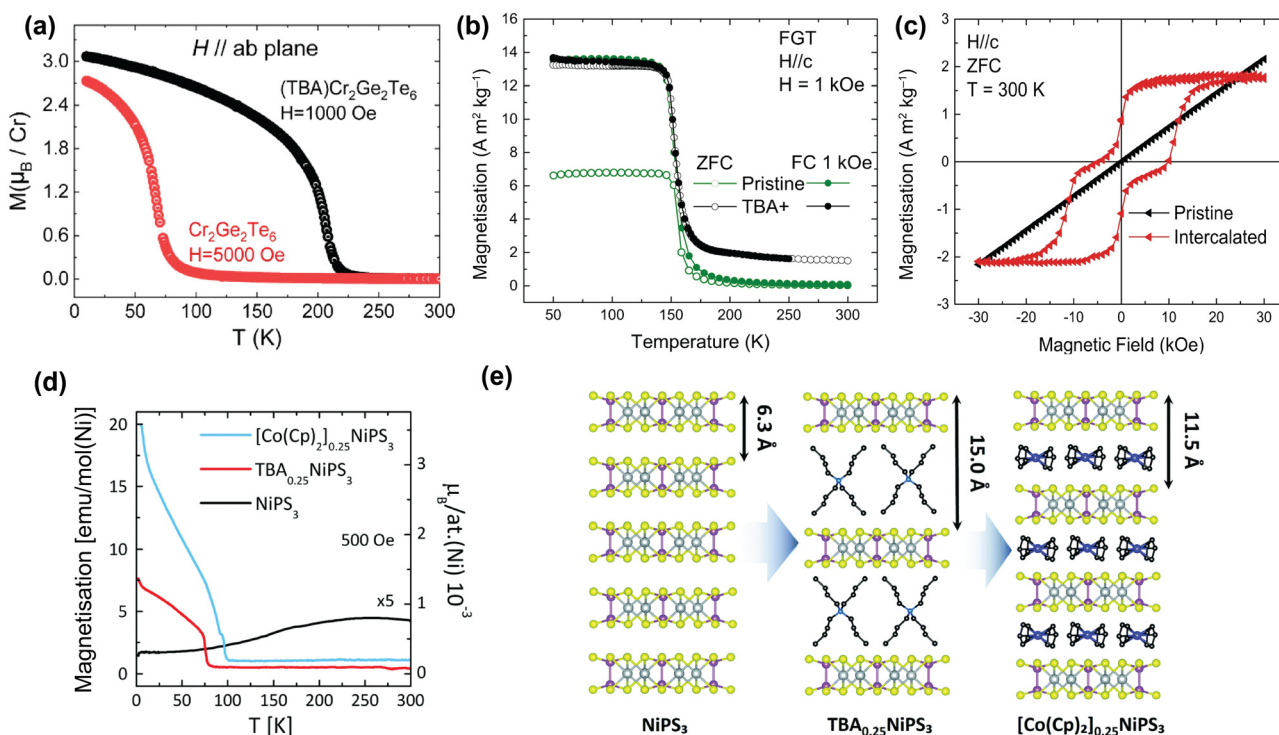 (a)
H // ab plane
(TBA)Cr₂Ge₂Te₆
H=1000 Oe
Cr₂Ge₂Te₆
H=5000 Oe
M(μ_B / Cr)
3.0
2.4
1.8
1.2
0.6
0.0
0 50 100 150 200 250 300
T (K)
(b)
FGT
H//c
H = 1 kOe
ZFC FC 1 kOe
Pristine
TBA+
Magnetisation (A m² kg⁻¹)
16
14
12
10
8
6
4
2
0
50 100 150 200 250 300
Temperature (K)
(c)
H//c
ZFC
T = 300 K
Pristine
Intercalated
Magnetisation (A m² kg⁻¹)
3
2
1
0
-1
-2
-3
-30 -20 -10 0 10 20 30
Magnetic Field (kOe)
(d)
[Co(Cp)₂]₀.₂₅NiPS₃
TBA₀.₂₅NiPS₃
NiPS₃
500 Oe
x5
Magnetisation [emu/mol(Ni)]
20
15
10
5
0
μ_B/at.(Ni) 10⁻³
3
2
1
0
0 50 100 150 200 250 300
T [K]
(e)
6.3 Å
15.0 Å
11.5 Å
NiPS₃
TBA₀.₂₅NiPS₃
[Co(Cp)₂]₀.₂₅NiPS₃